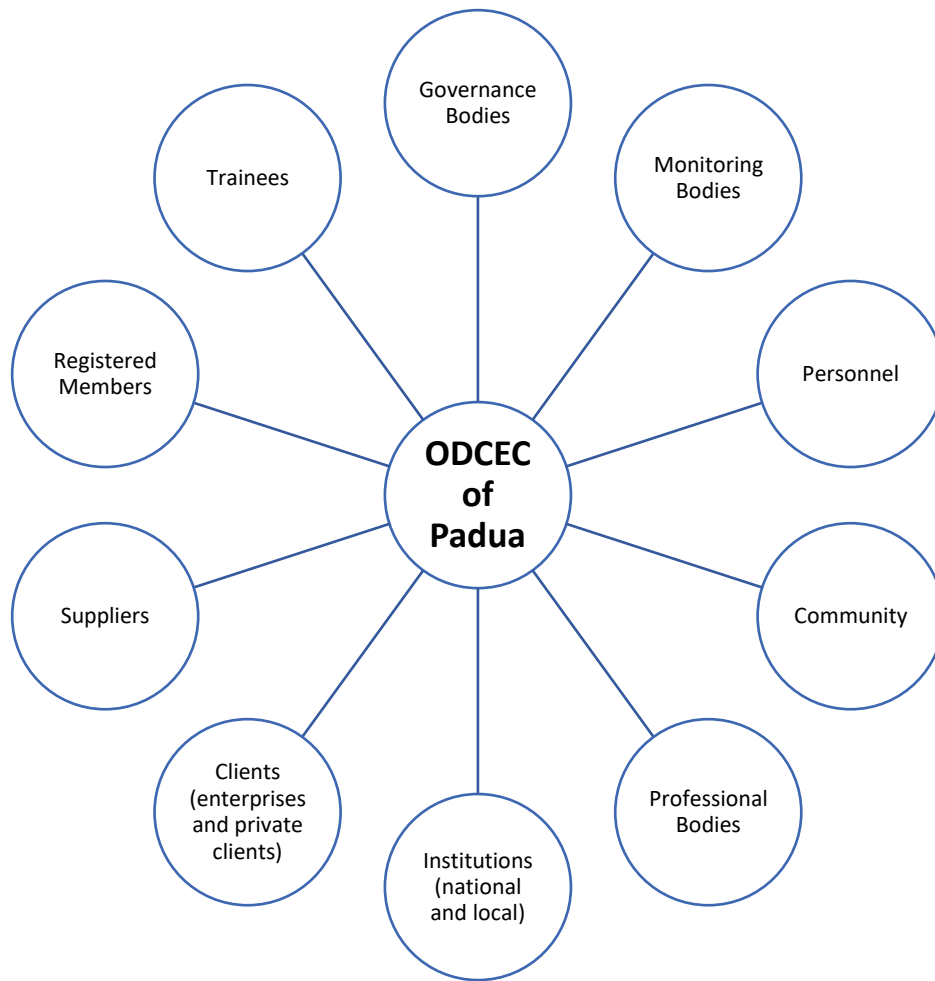 Governance
Bodies
Monitoring
Bodies
Trainees
Registered
Members
Personnel
ODCEC
of
Padua
Suppliers
Community
Clients
(enterprises
and private
clients)
Professional
Bodies
Institutions
(national
and local)